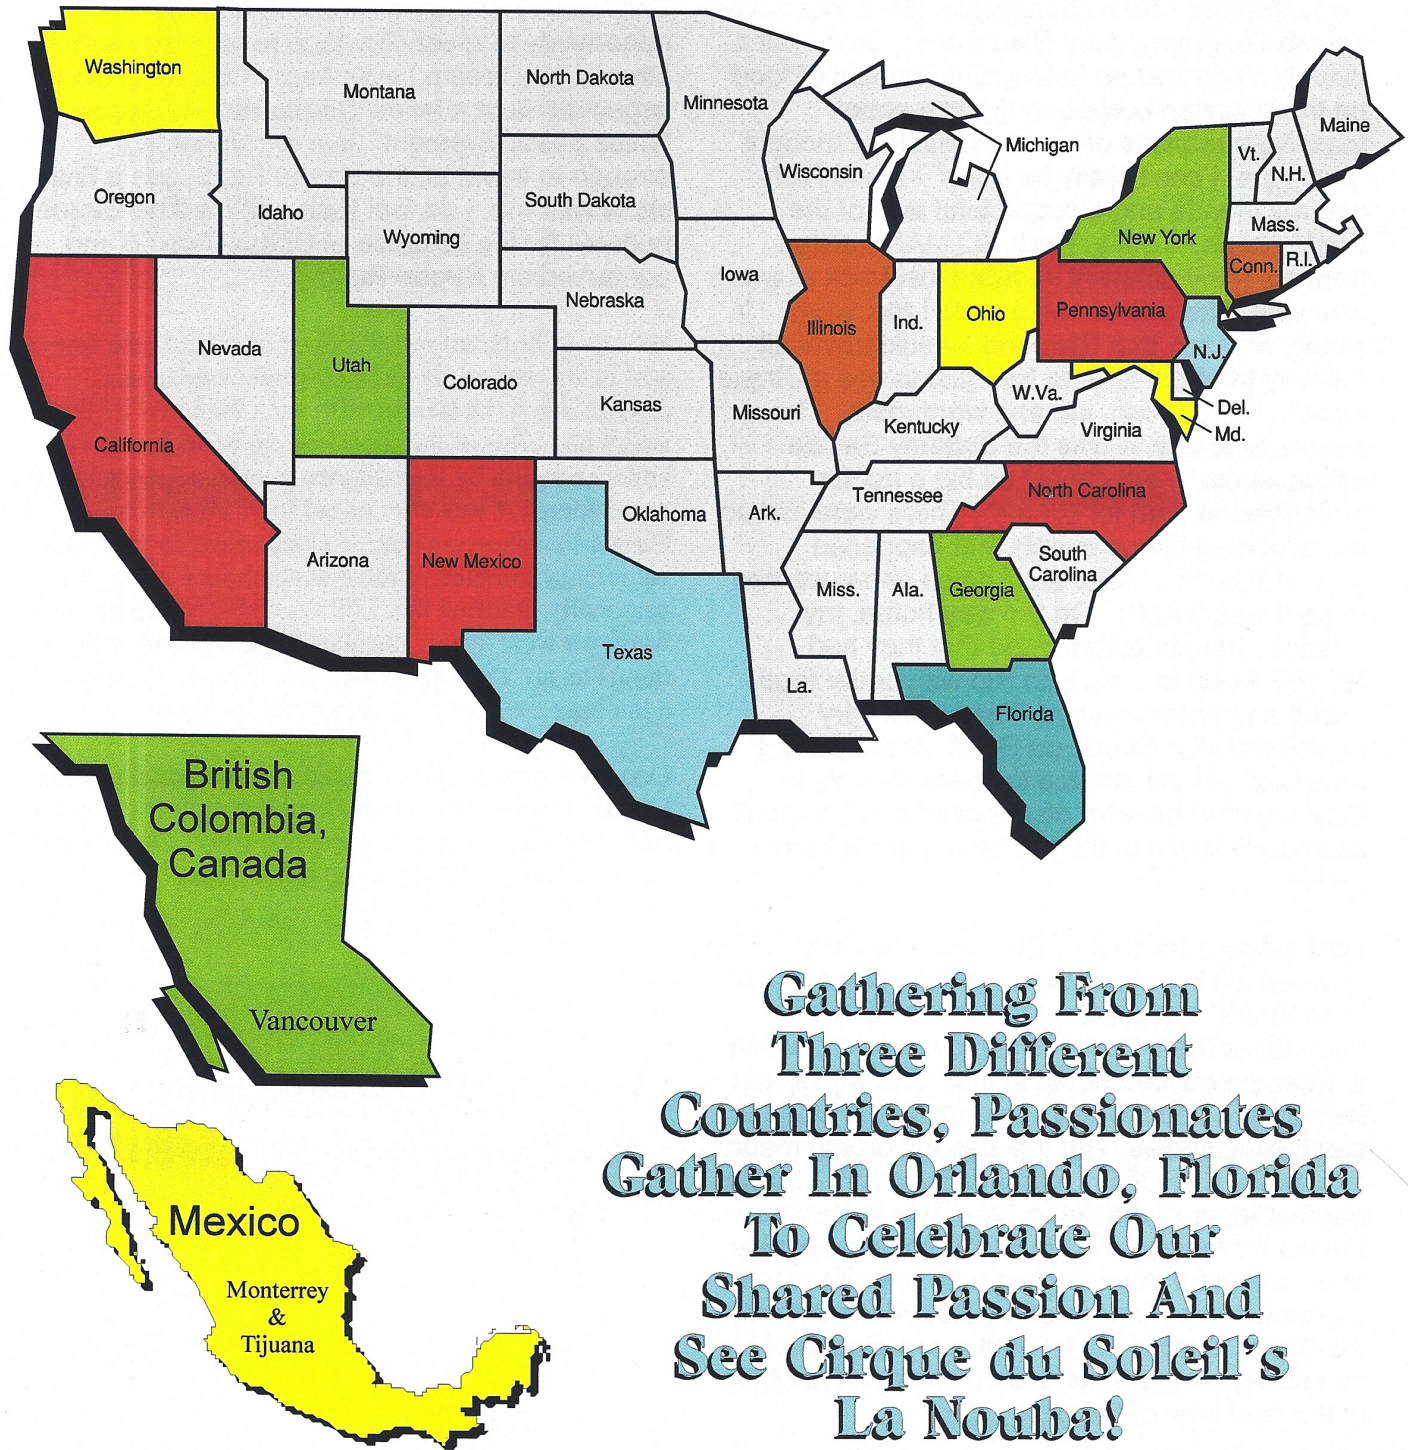 Washington
Montana
North Dakota
Minnesota
Michigan
Maine
Vt.
N.H.
Wisconsin
Oregon
Idaho
South Dakota
Wyoming
New York
Mass.
Conn.
R.I.
Iowa
Nebraska
Illinois
Ind.
Ohio
Pennsylvania
N.J.
Nevada
Utah
Colorado
Kansas
Missouri
W.Va.
Kentucky
Virginia
Del.
Md.
California
Oklahoma
Ark.
Tennessee
North Carolina
Arizona
New Mexico
Miss.
Ala.
Georgia
South
Carolina
Texas
La.
Florida
British
Colombia,
Canada
Vancouver
Mexico
Monterrey
&
Tijuana
Gathering From
Three Different
Countries, Passionates
Gather In Orlando, Florida
To Celebrate Our
Shared Passion And
See Cirque du Soleil's
La Nouba!